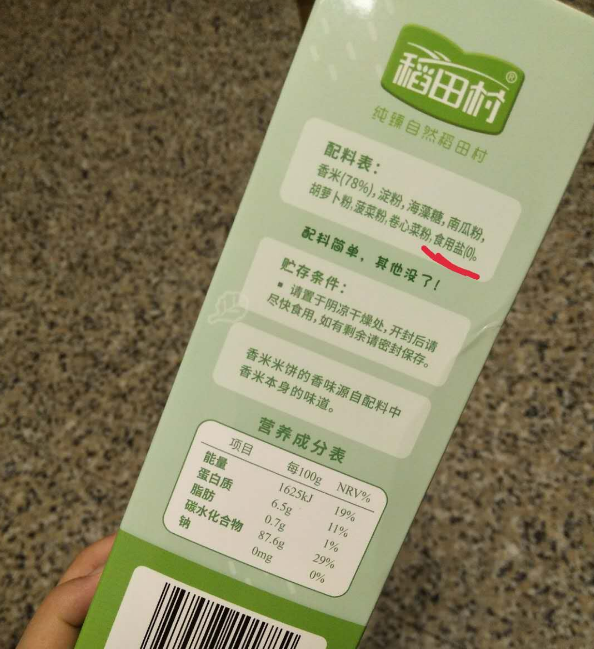 稻田村®
纯臻自然稻田村
配料表：
香米(78%)，淀粉，海藻糖，南瓜粉，
胡萝卜粉，菠菜粉，卷心菜粉，食用盐(0)。
配料简单，其他没了！
贮存条件：
▪ 请置于阴凉干燥处，开封后请
尽快食用，如有剩余请密封保存。
香米米饼的香味源自配料中
香米本身的味道。
营养成分表
项目 每100g NRV%
能量 1625kJ 19%
蛋白质 6.5g 11%
脂肪 0.7g 1%
碳水化合物 87.6g 29%
钠 0mg 0%